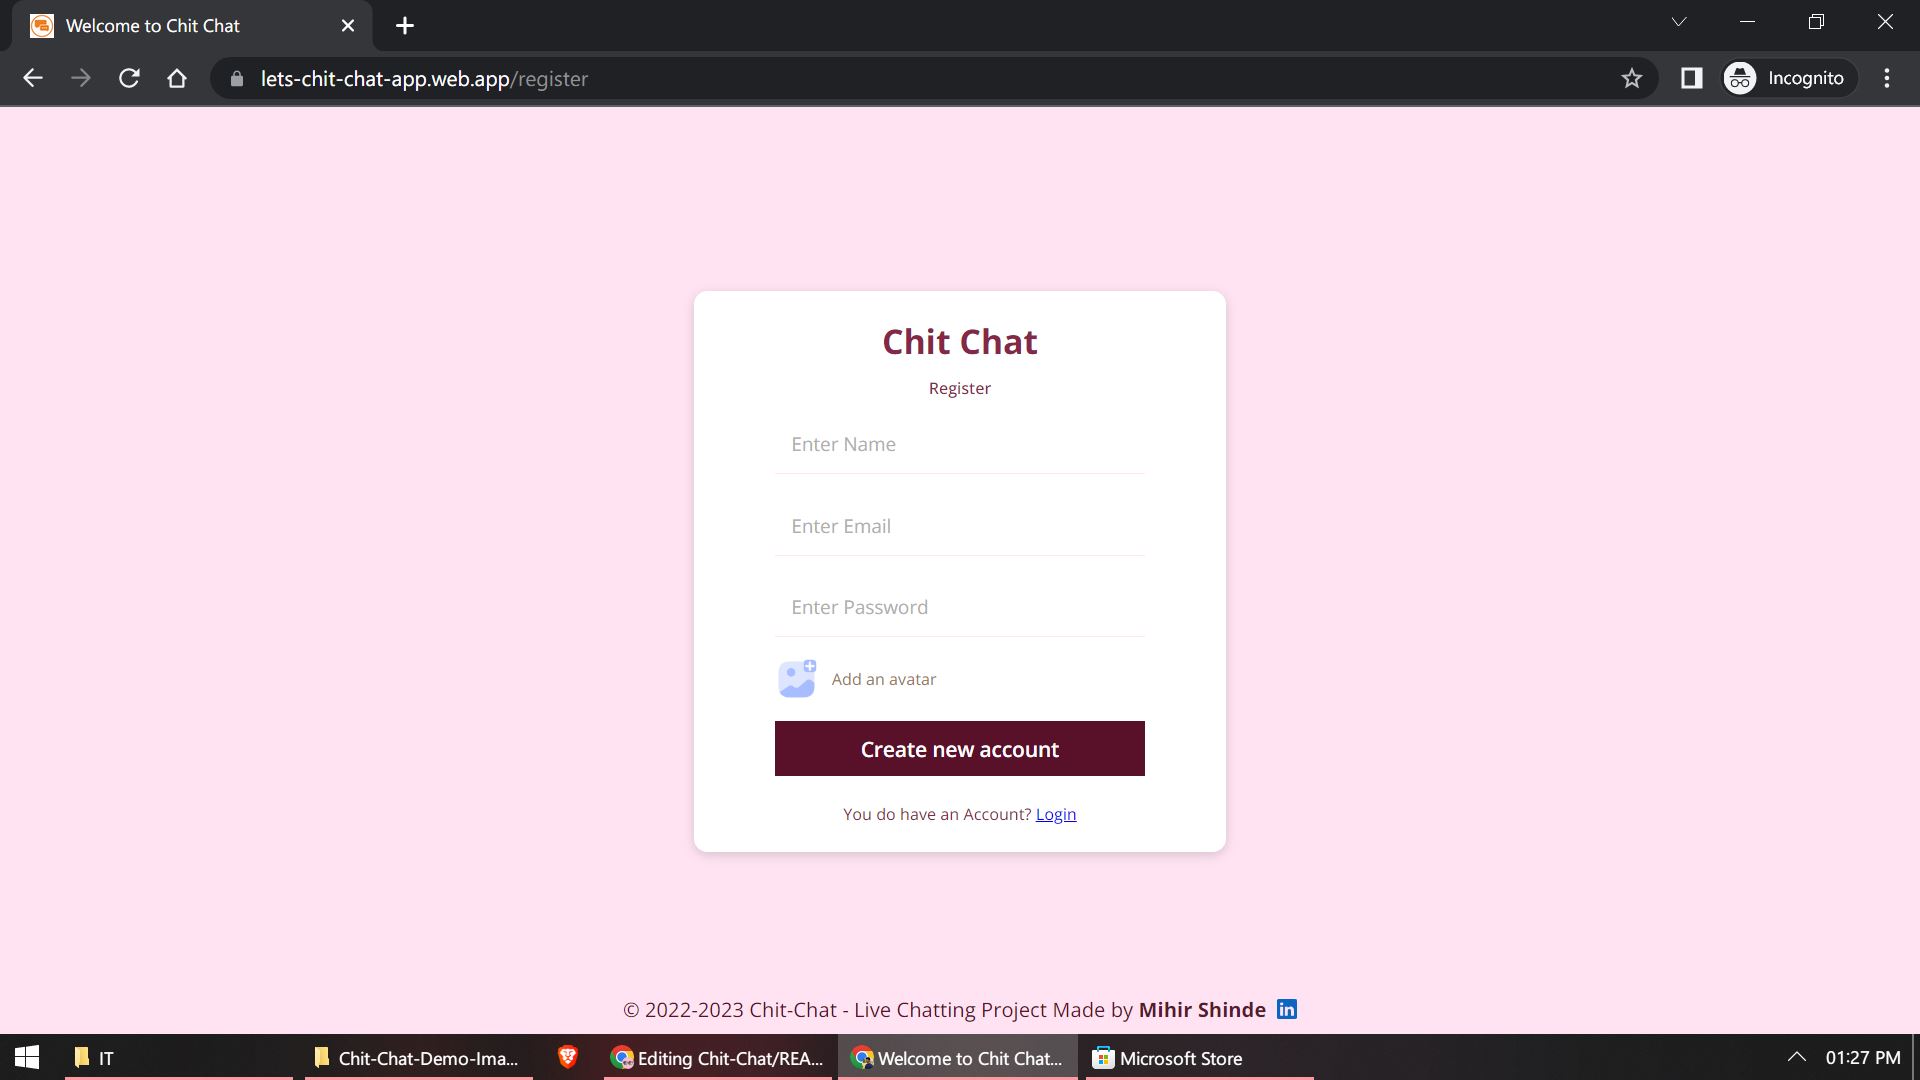 Welcome to Chit Chat
lets-chit-chat-app.web.app/register
Incognito
Chit Chat
Register
Enter Name
Enter Email
Enter Password
Add an avatar
Create new account
You do have an Account? Login
© 2022-2023 Chit-Chat - Live Chatting Project Made by Mihir Shinde in
IT
Chit-Chat-Demo-Ima...
Editing Chit-Chat/REA...
Welcome to Chit Chat...
Microsoft Store
01:27 PM